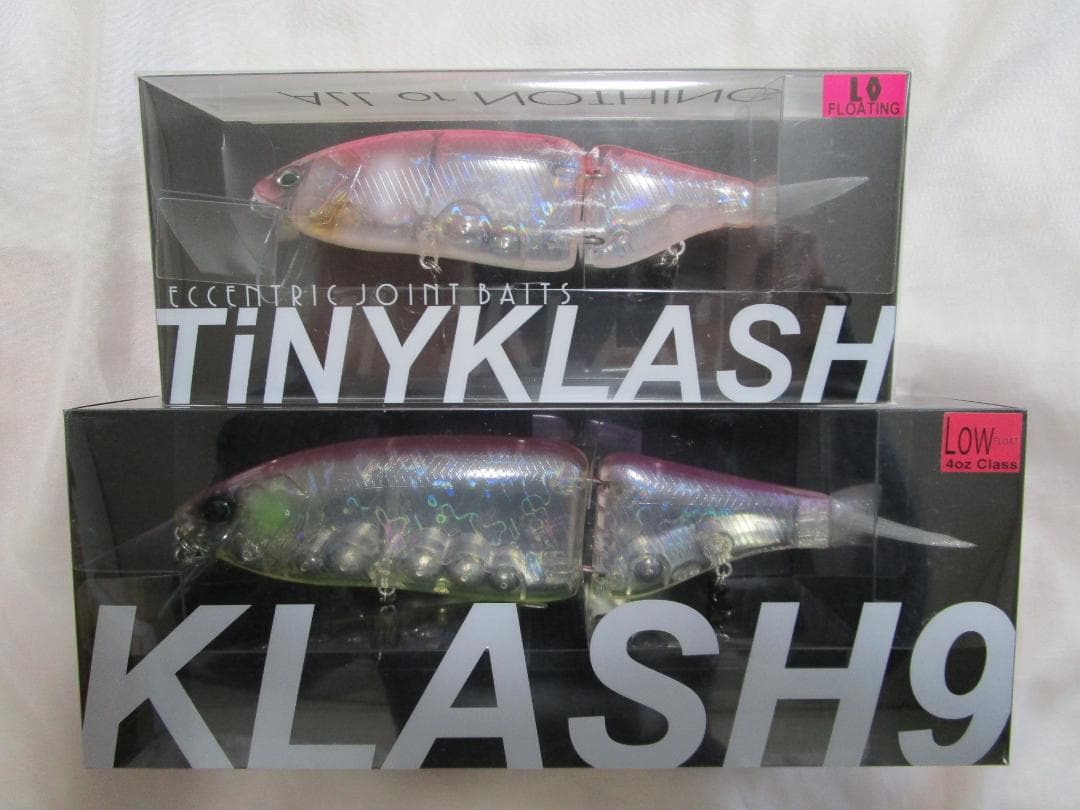 ALL or NOTHING
LO
FLOATING
ECCENTRIC JOINT BAITS
TiNYKLASH
LOW FLOAT
4oz Class
KLASH9